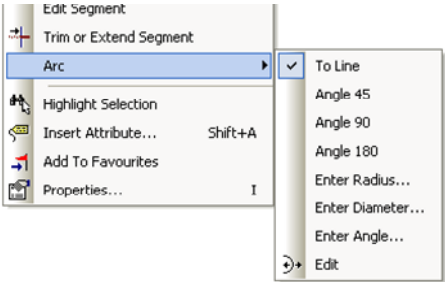 Edit Segment
Trim or Extend Segment
Arc
Highlight Selection
Insert Attribute... Shift+A
Add To Favourites
Properties... I
To Line
Angle 45
Angle 90
Angle 180
Enter Radius...
Enter Diameter...
Enter Angle...
Edit